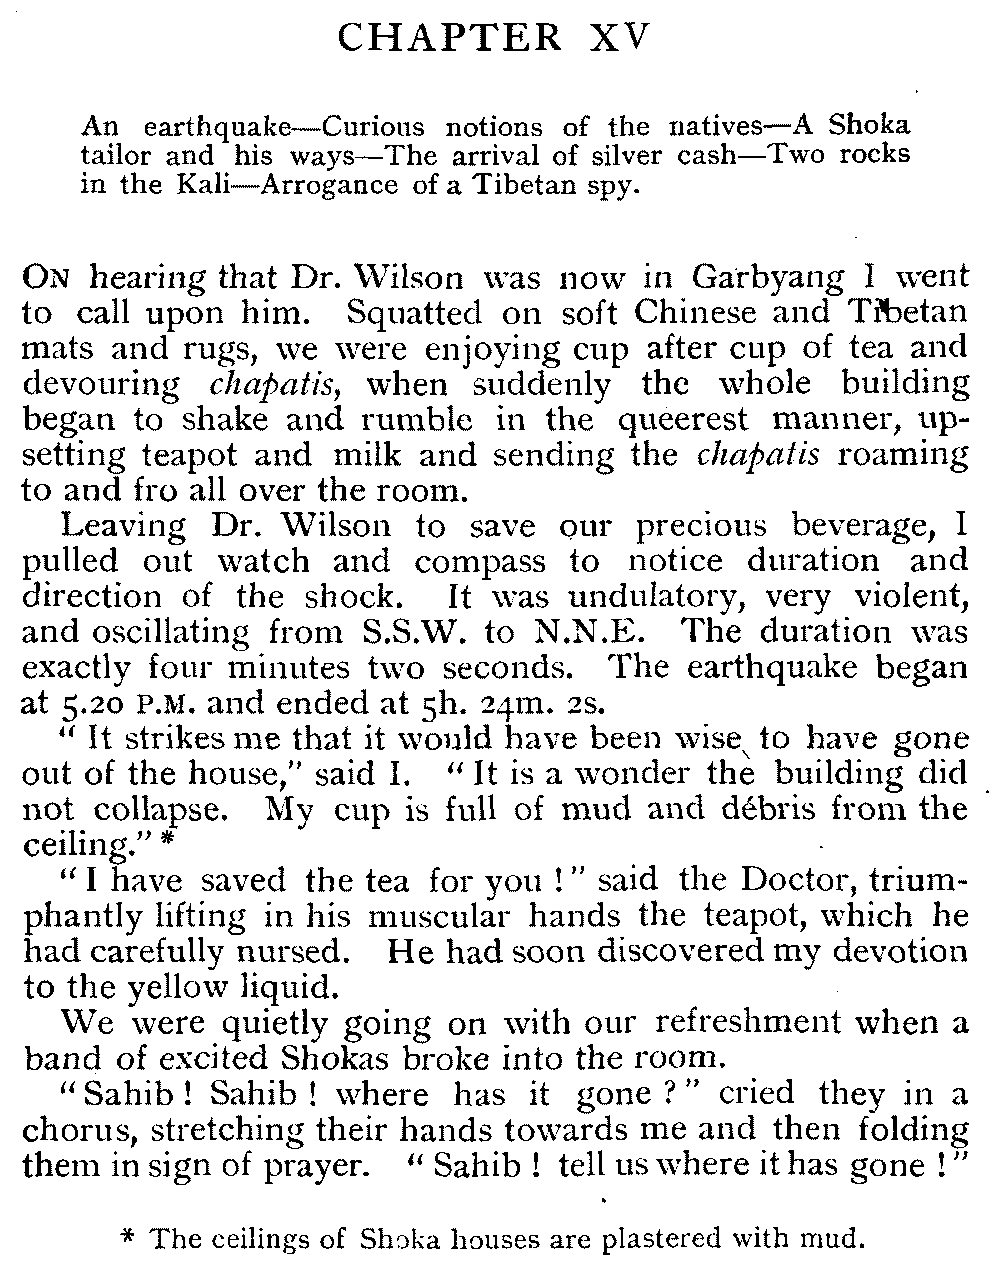 CHAPTER XV
An earthquake—Curious notions of the natives—A Shoka
tailor and his ways—The arrival of silver cash—Two rocks
in the Kali—Arrogance of a Tibetan spy.
ON hearing that Dr. Wilson was now in Garbyang I went
to call upon him. Squatted on soft Chinese and Tibetan
mats and rugs, we were enjoying cup after cup of tea and
devouring chapatis, when suddenly the whole building
began to shake and rumble in the queerest manner, up-
setting teapot and milk and sending the chapatis roaming
to and fro all over the room.
Leaving Dr. Wilson to save our precious beverage, I
pulled out watch and compass to notice duration and
direction of the shock. It was undulatory, very violent,
and oscillating from S.S.W. to N.N.E. The duration was
exactly four minutes two seconds. The earthquake began
at 5.20 P.M. and ended at 5h. 24m. 2s.
“It strikes me that it would have been wise to have gone
out of the house,” said I. “It is a wonder the building did
not collapse. My cup is full of mud and débris from the
ceiling.” *
“I have saved the tea for you !” said the Doctor, trium-
phantly lifting in his muscular hands the teapot, which he
had carefully nursed. He had soon discovered my devotion
to the yellow liquid.
We were quietly going on with our refreshment when a
band of excited Shokas broke into the room.
“Sahib ! Sahib ! where has it gone ?” cried they in a
chorus, stretching their hands towards me and then folding
them in sign of prayer. “Sahib ! tell us where it has gone !”
* The ceilings of Shoka houses are plastered with mud.